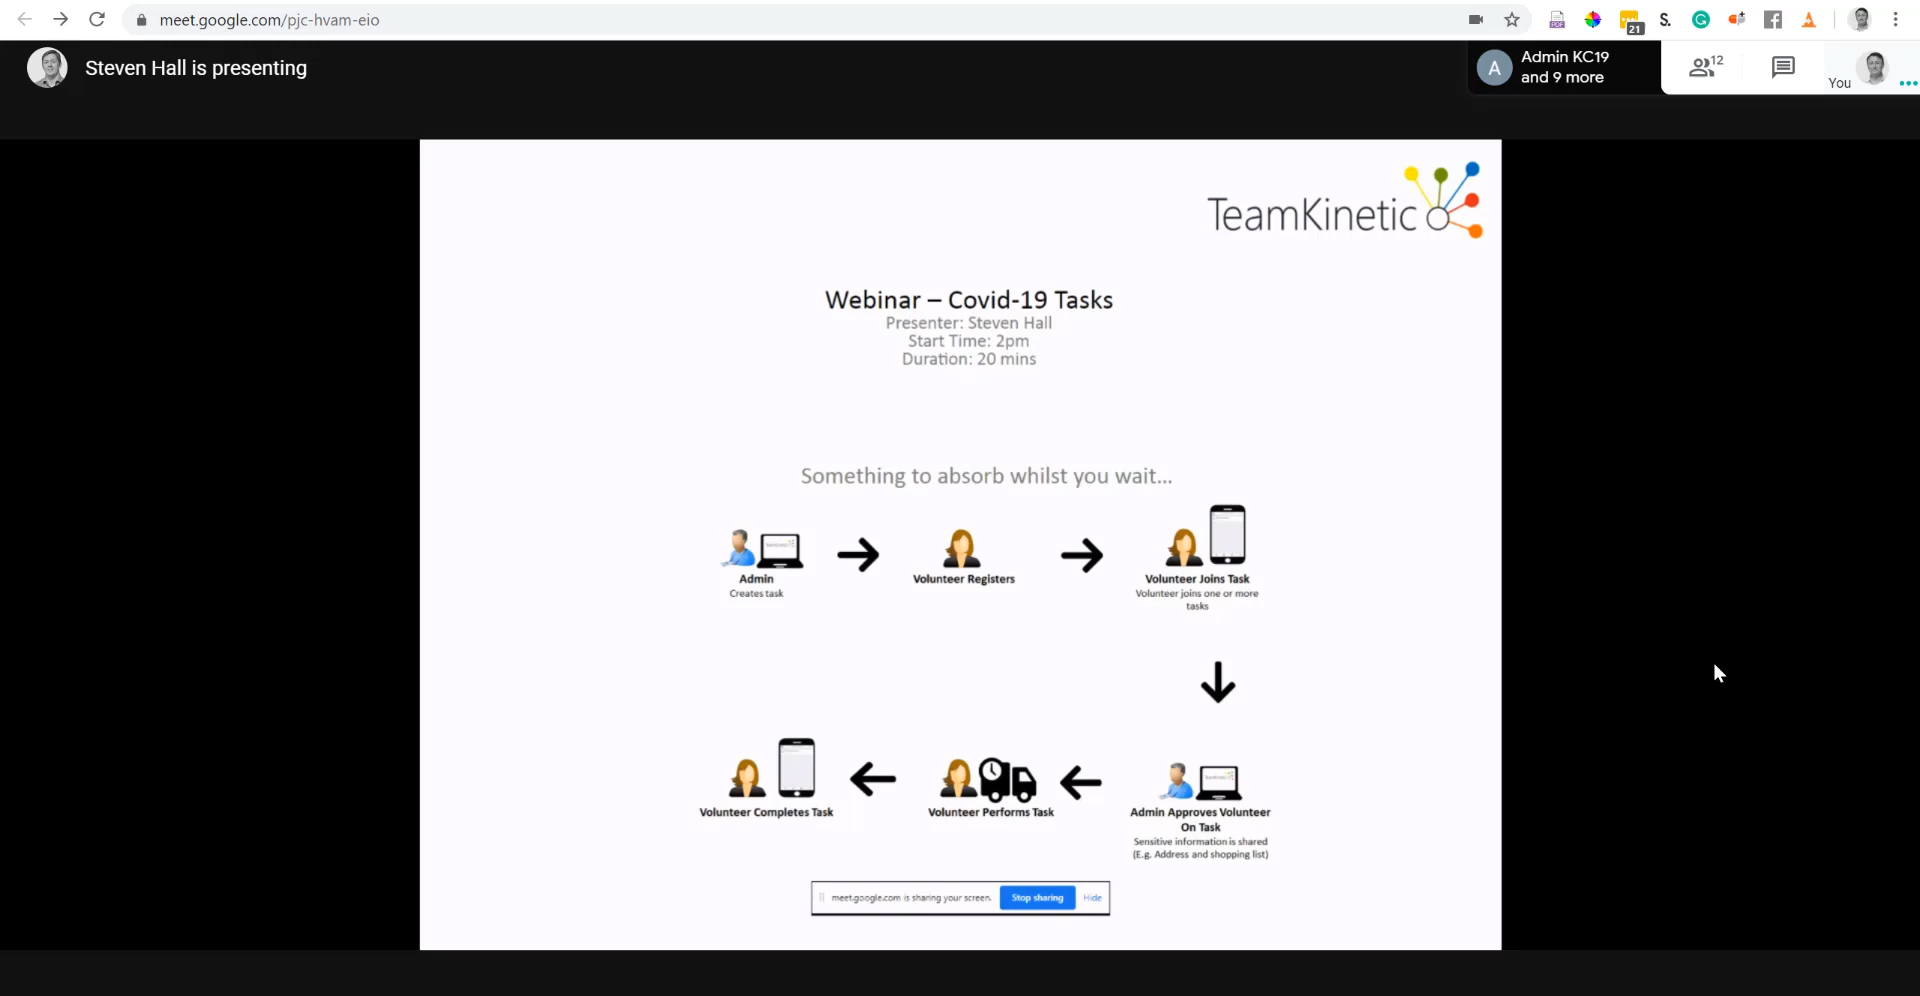 meet.google.com/pjc-hvam-eio
21
Steven Hall is presenting
A
Admin KC19
and 9 more
12
You
TeamKinetic
Webinar – Covid-19 Tasks
Presenter: Steven Hall
Start Time: 2pm
Duration: 20 mins
Something to absorb whilst you wait...
Admin
Creates task
Volunteer Registers
Volunteer Joins Task
Volunteer joins one or more
tasks
Volunteer Completes Task
Volunteer Performs Task
Admin Approves Volunteer
On Task
Sensitive information is shared
(E.g. Address and shopping list)
meet.google.com is sharing your screen.
Stop sharing
Hide